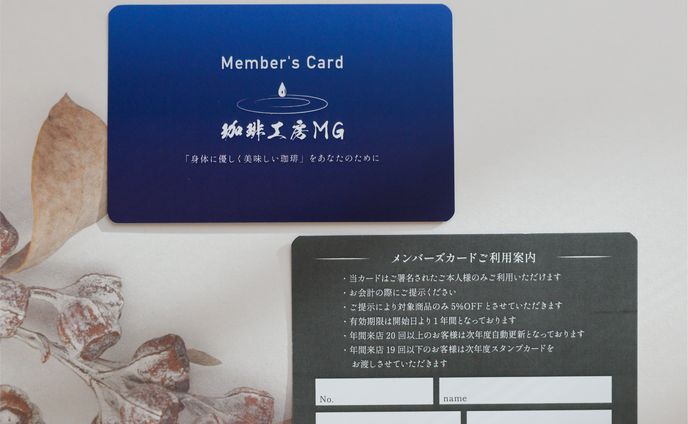 Member's Card
珈琲工房MG
「身体に優しく美味しい珈琲」をあなたのために
メンバーズカードご利用案内
・当カードはご署名されたご本人様のみご利用いただけます
・お会計の際にご提示ください
・ご提示により対象商品のみ 5%OFF とさせていただきます
・有効期限は開始日より1年間となっております
・年間来店 20 回以上のお客様は次年度自動更新となっております
・年間来店 19 回以下のお客様は次年度スタンプカードを
お渡しさせていただきます
No.
name